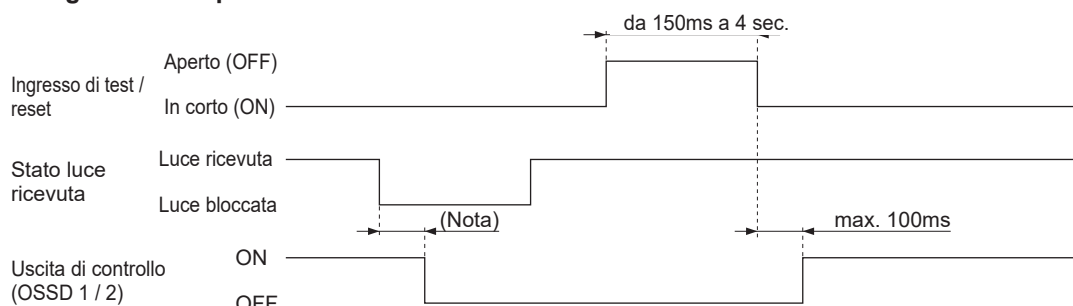 da 150ms a 4 sec.
Aperto (OFF)
Ingresso di test /
reset
In corto (ON)
Luce ricevuta
Stato luce
ricevuta
Luce bloccata
(Nota)
max. 100ms
ON
Uscita di controllo
(OSSD 1 / 2)
OFF